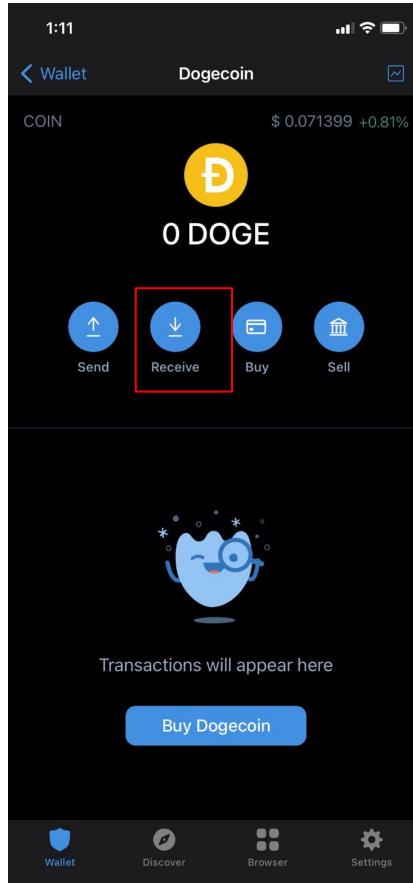 1:11
Wallet Dogecoin
COIN $ 0.071399 +0.81%
Ð
0 DOGE
Send Receive Buy Sell
Transactions will appear here
Buy Dogecoin
Wallet Discover Browser Settings